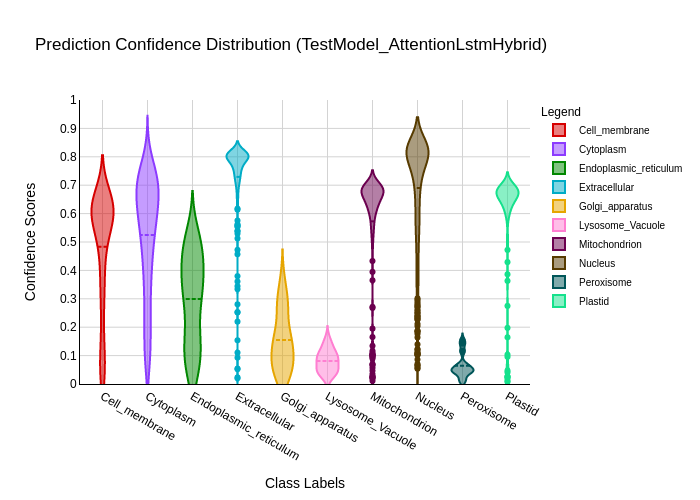 Prediction Confidence Distribution (TestModel_AttentionLstmHybrid)
Legend
Cell_membrane
Cytoplasm
Endoplasmic_reticulum
Extracellular
Golgi_apparatus
Lysosome_Vacuole
Mitochondrion
Nucleus
Peroxisome
Plastid
Confidence Scores
1
0.9
0.8
0.7
0.6
0.5
0.4
0.3
0.2
0.1
0
Cell_membrane
Cytoplasm
Endoplasmic_reticulum
Extracellular
Golgi_apparatus
Lysosome_Vacuole
Mitochondrion
Nucleus
Peroxisome
Plastid
Class Labels